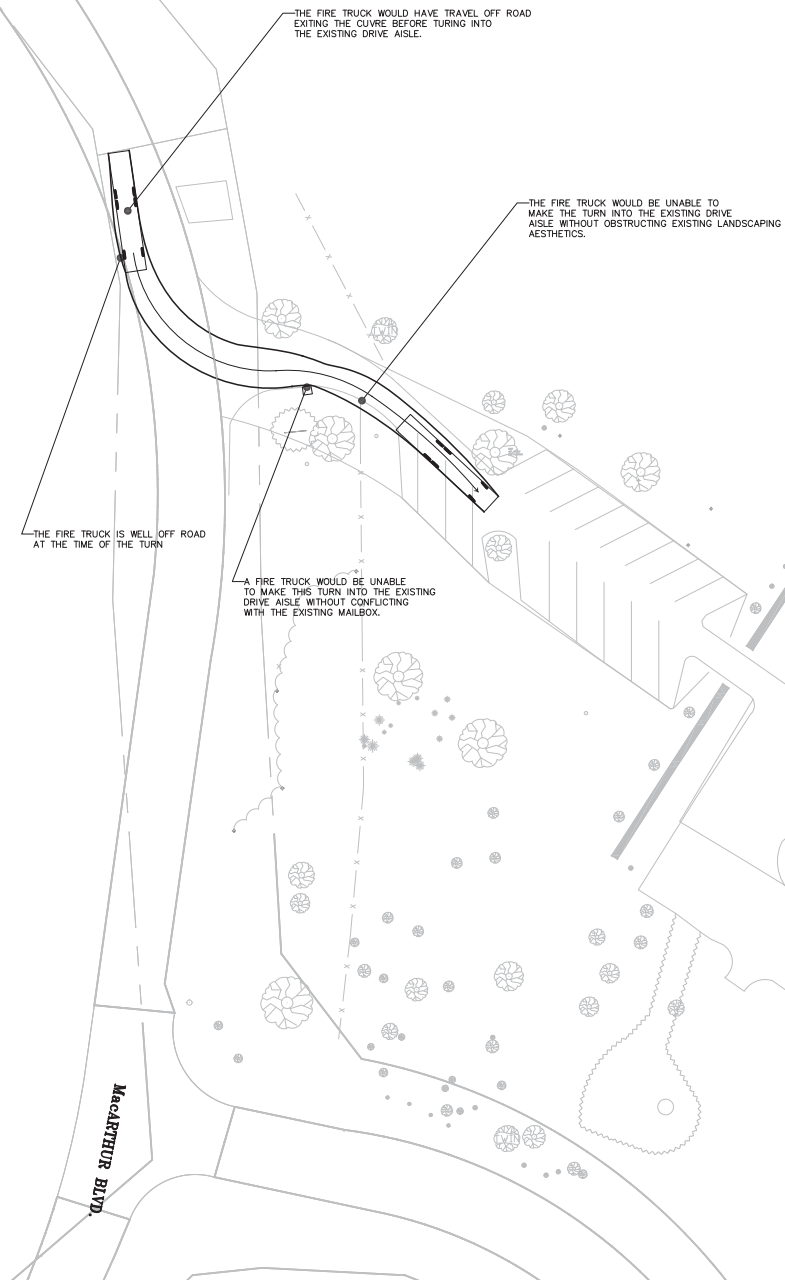 THE FIRE TRUCK WOULD HAVE TRAVEL OFF ROAD
EXITING THE CUVRE BEFORE TURING INTO
THE EXISTING DRIVE AISLE.
THE FIRE TRUCK WOULD BE UNABLE TO
MAKE THE TURN INTO THE EXISTING DRIVE
AISLE WITHOUT OBSTRUCTING EXISTING LANDSCAPING
AESTHETICS.
TWIN
THE FIRE TRUCK IS WELL OFF ROAD
AT THE TIME OF THE TURN
A FIRE TRUCK WOULD BE UNABLE
TO MAKE THIS TURN INTO THE EXISTING
DRIVE AISLE WITHOUT CONFLICTING
WITH THE EXISTING MAILBOX.
MacARTHUR BLVD.
TWIN